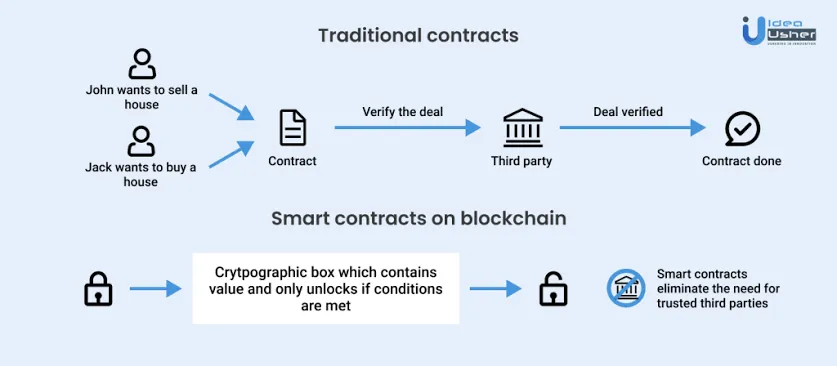 Idea
Usher
Traditional contracts
John wants to sell a
house
Jack wants to buy a
house
Contract
Verify the deal
Third party
Deal verified
Contract done
Smart contracts on blockchain
Crytpographic box which contains
value and only unlocks if conditions
are met
Smart contracts
eliminate the need for
trusted third parties